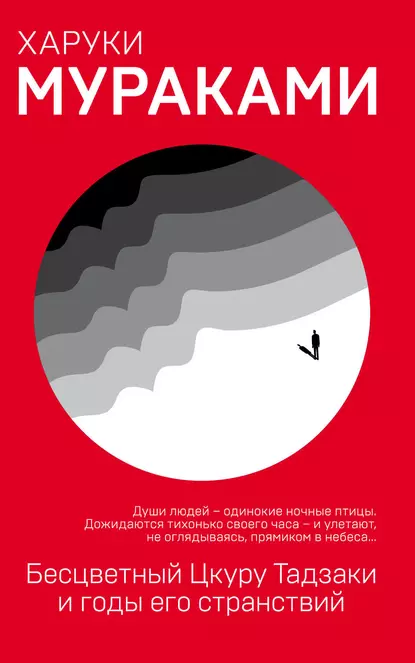 ХАРУКИ
МУРАКАМИ
Души людей – одинокие ночные птицы.
Дожидаются тихонько своего часа – и улетают,
не оглядываясь, прямиком в небеса...
Бесцветный Цкуру Тадзаки
и годы его странствий